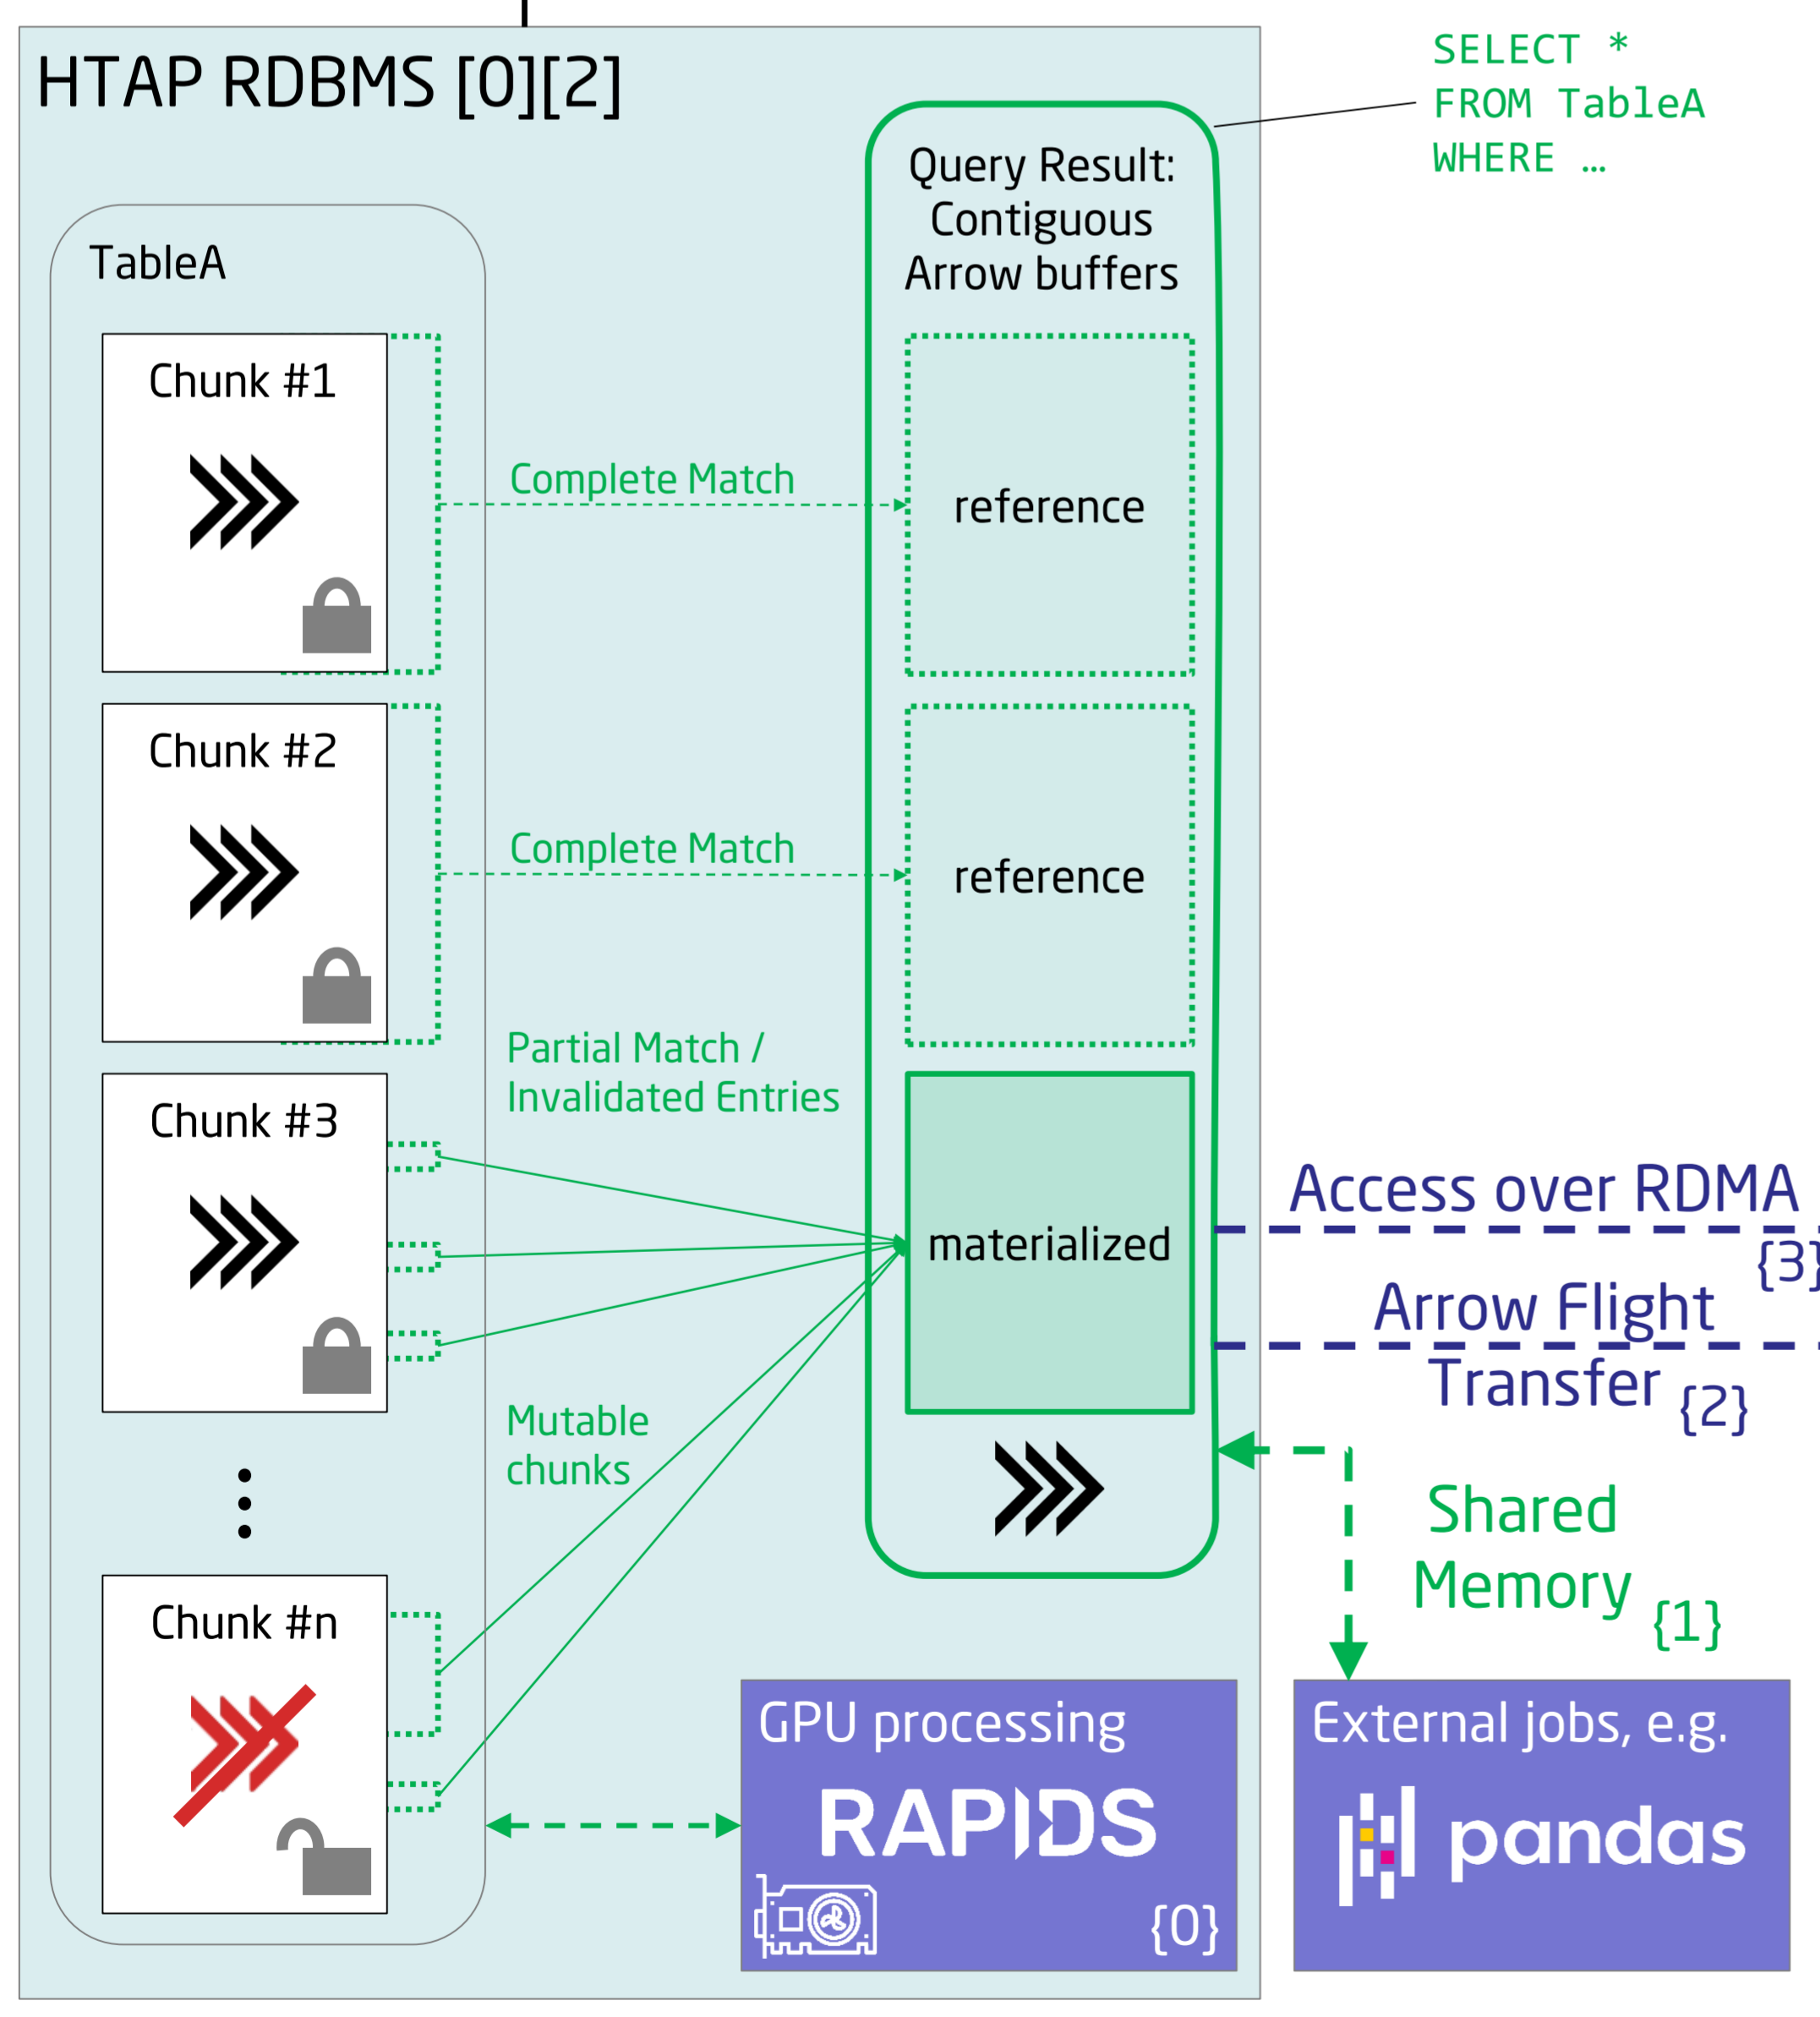 HTAP RDBMS [0][2]
SELECT *
FROM TableA
WHERE …
Query Result:
Contiguous
Arrow buffers
TableA
Chunk #1
Complete Match
reference
Chunk #2
Complete Match
reference
Partial Match /
Invalidated Entries
Chunk #3
materialized
Access over RDMA
{3}
Arrow Flight
Transfer {2}
Mutable
chunks
Shared
Memory {1}
Chunk #n
GPU processing
RAPIDS
{0}
External jobs, e.g.
pandas